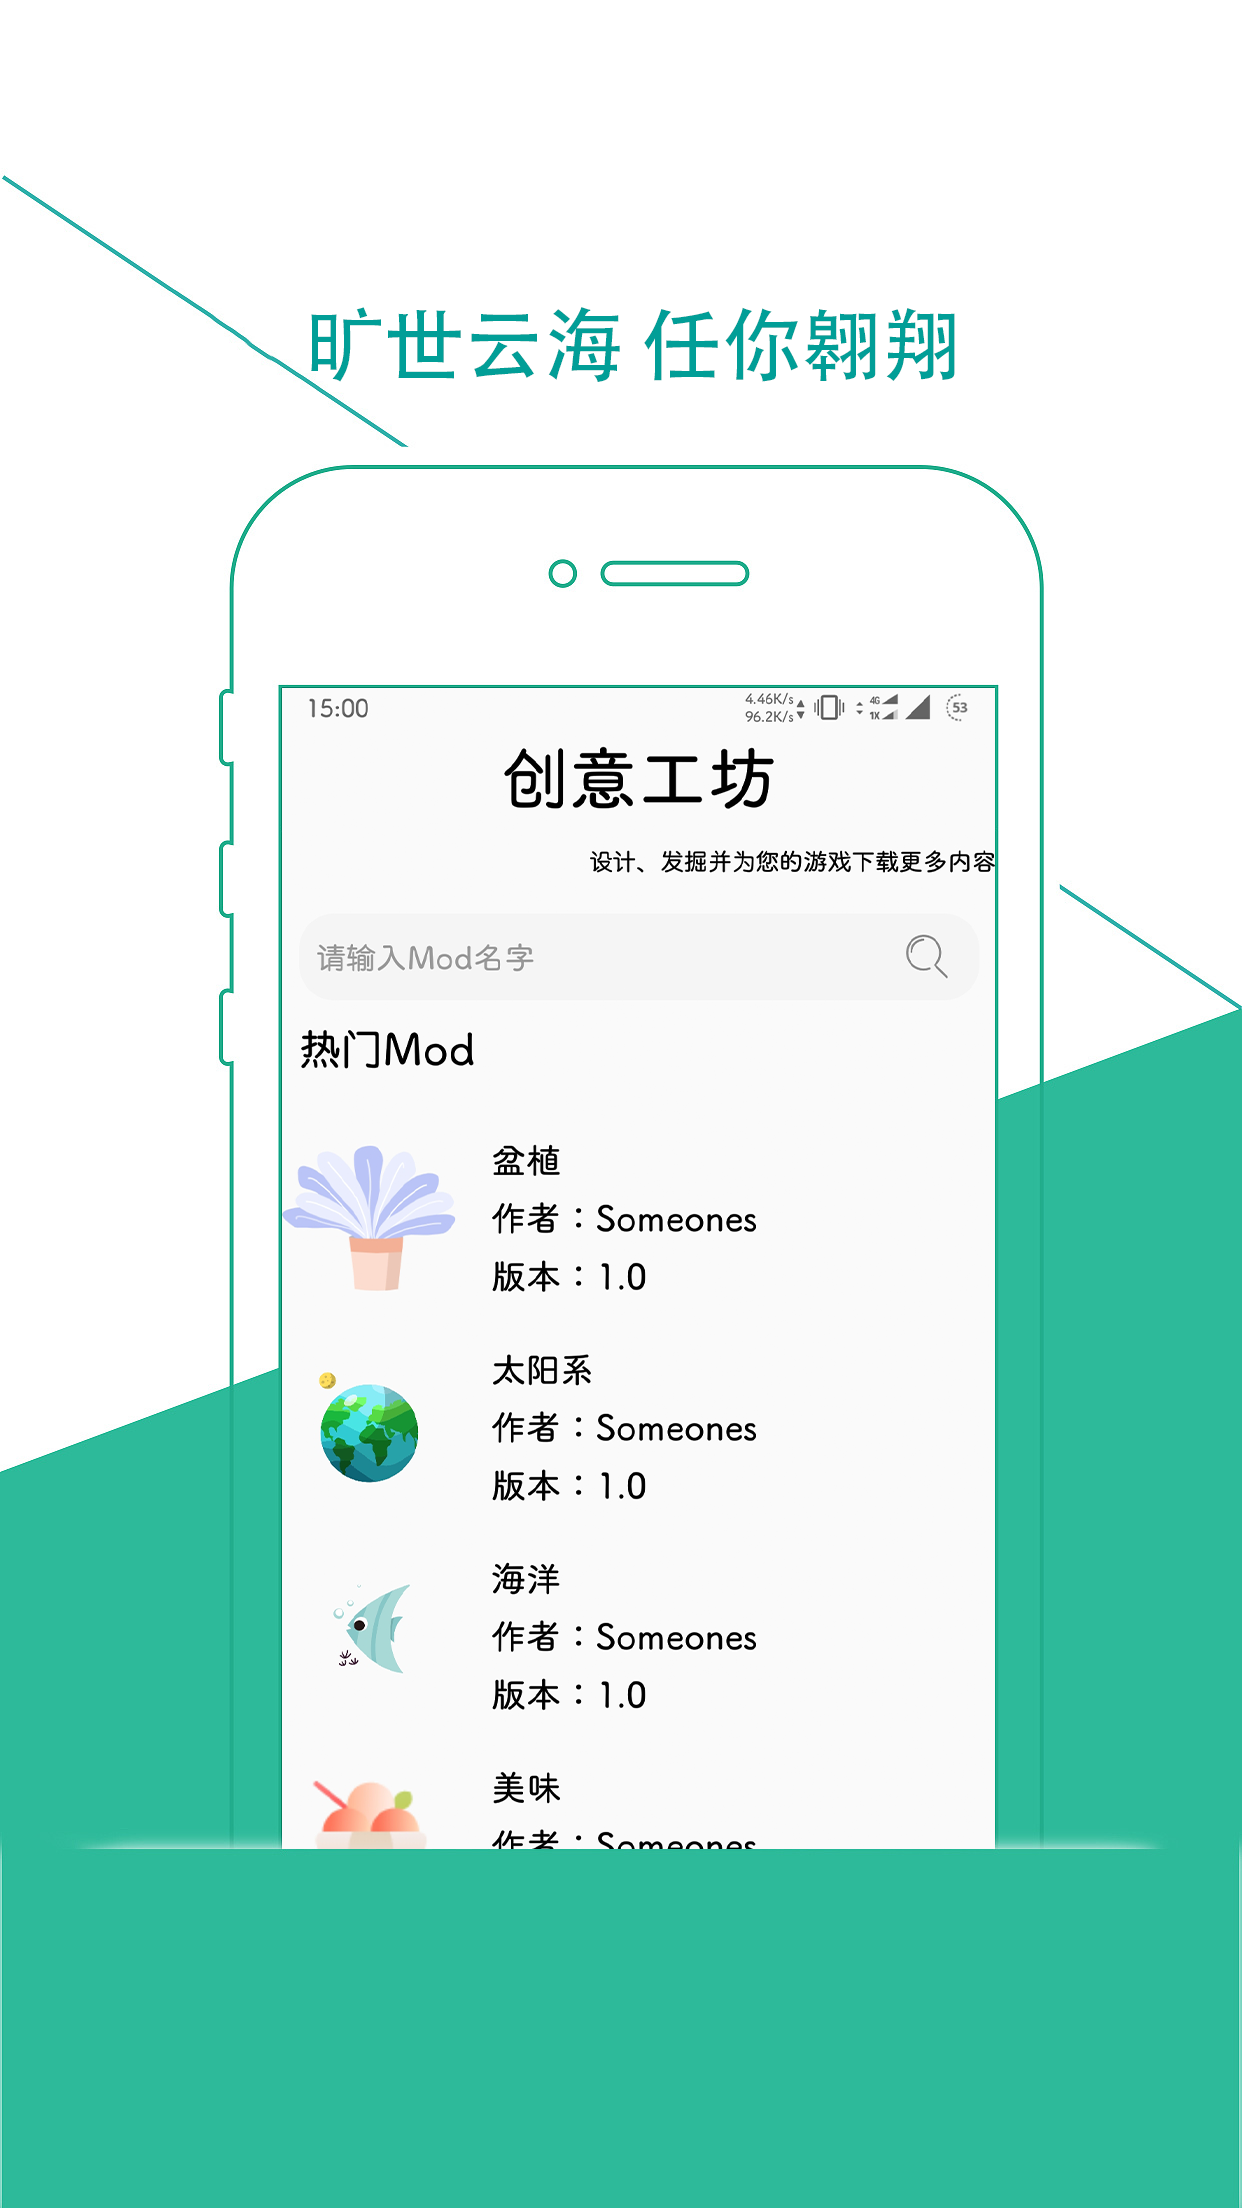 旷世云海 任你翱翔
15:00
4.46K/s
96.2K/s
4G
1X
53
创意工坊
设计、发掘并为您的游戏下载更多内容
请输入Mod名字
热门Mod
盆植
作者：Someones
版本：1.0
太阳系
作者：Someones
版本：1.0
海洋
作者：Someones
版本：1.0
美味
作者：Someones